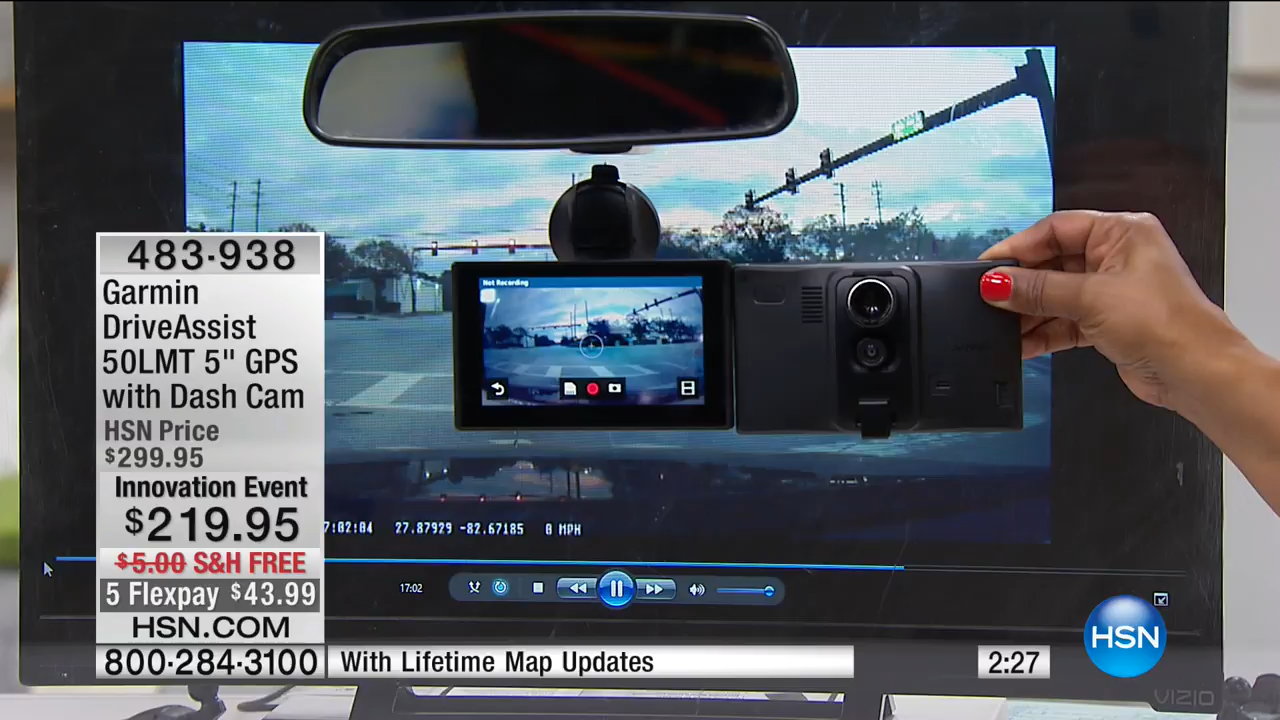 483-938
Garmin
DriveAssist
50LMT 5" GPS
with Dash Cam
HSN Price
$299.95
Innovation Event
$219.95
$5.00 S&H FREE
5 Flexpay $43.99
HSN.COM
800-284-3100
With Lifetime Map Updates
2:27
HSN
Not Recording
7:02:04 27.87929 -82.67185 0 MPH
17:02
VIZIO